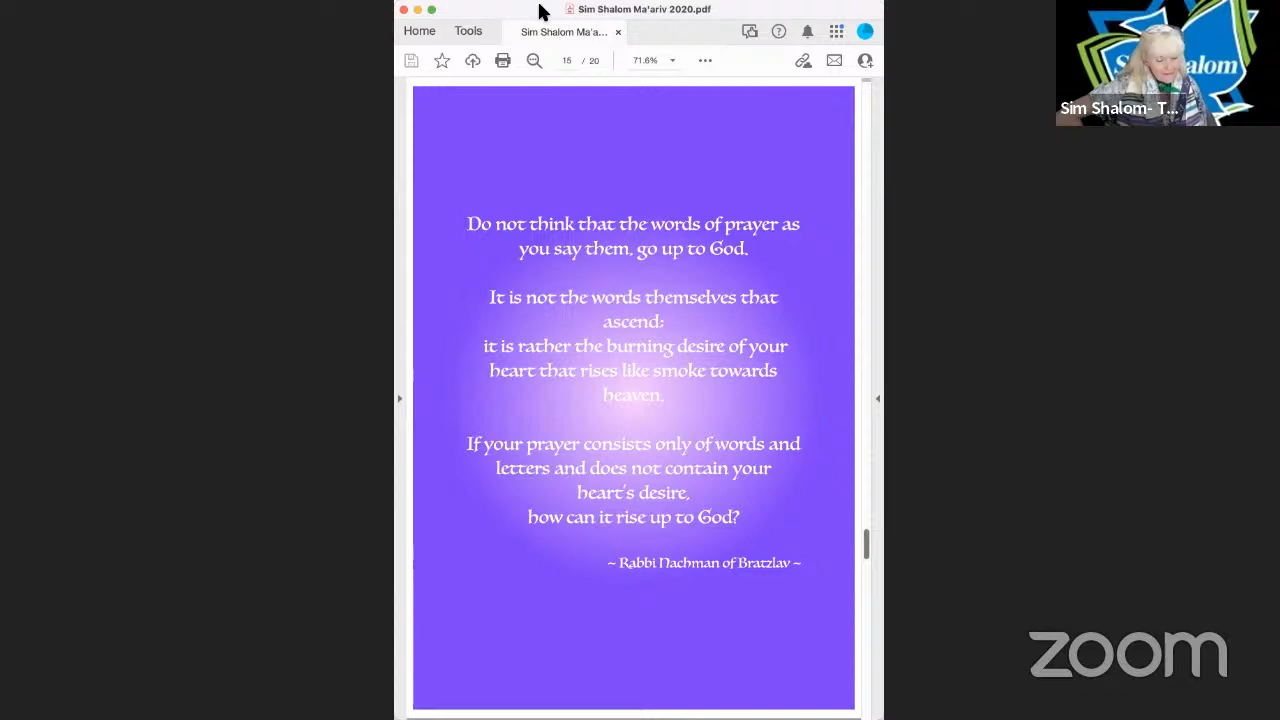 Sim Shalom Ma'ariv 2020.pdf
Home Tools Sim Shalom Ma'a... ×
15 / 20 71.6%
Do not think that the words of prayer as
you say them, go up to God.
It is not the words themselves that
ascend;
it is rather the burning desire of your
heart that rises like smoke towards
heaven.
If your prayer consists only of words and
letters and does not contain your
heart's desire,
how can it rise up to God?
~ Rabbi Nachman of Bratzlav ~
Sim Shalom- T...
zoom